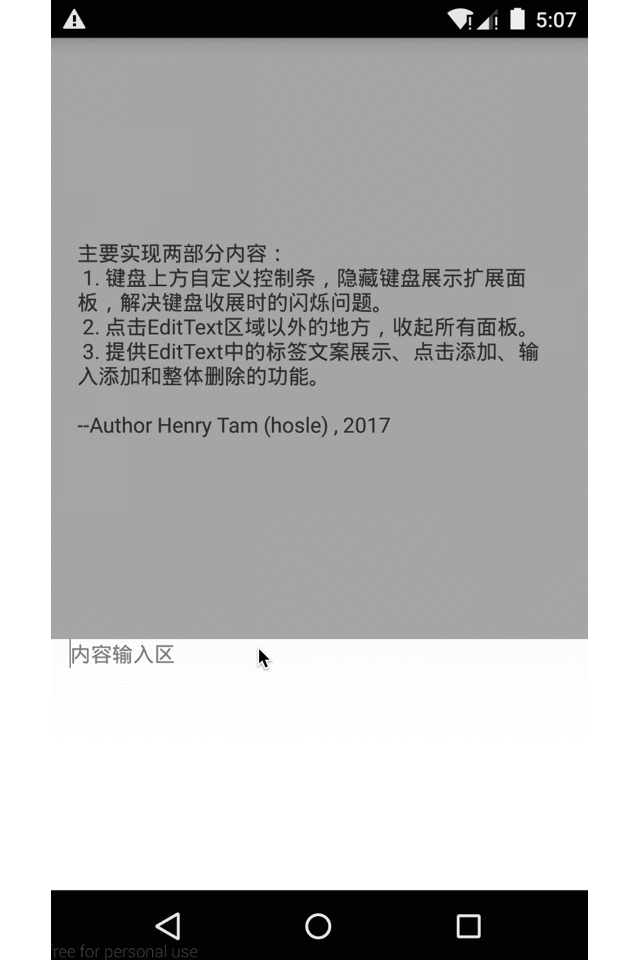 5:07
主要实现两部分内容：
1. 键盘上方自定义控制条，隐藏键盘展示扩展面
板，解决键盘收展时的闪烁问题。
2. 点击EditText区域以外的地方，收起所有面板。
3. 提供EditText中的标签文案展示、点击添加、输
入添加和整体删除的功能。
--Author Henry Tam (hosle) , 2017
内容输入区
free for personal use